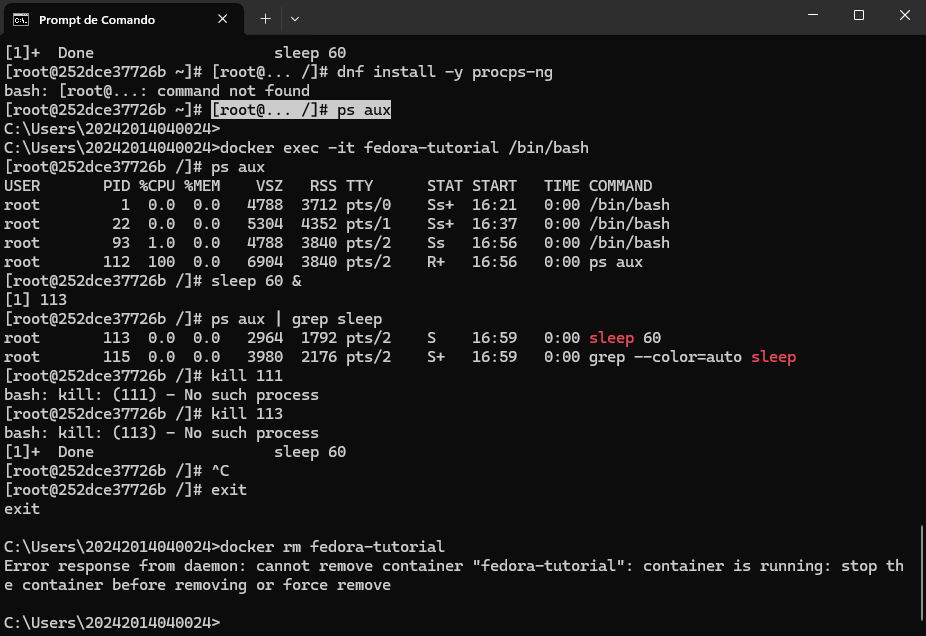 Prompt de Comando
[1]+  Done                    sleep 60
[root@252dce37726b ~]# [root@... /]# dnf install -y procps-ng
bash: [root@...: command not found
[root@252dce37726b ~]# [root@... /]# ps aux
C:\Users\20242014040024>
C:\Users\20242014040024>docker exec -it fedora-tutorial /bin/bash
[root@252dce37726b /]# ps aux
USER       PID %CPU %MEM    VSZ   RSS TTY      STAT START   TIME COMMAND
root         1  0.0  0.0   4788  3712 pts/0    Ss+  16:21   0:00 /bin/bash
root        22  0.0  0.0   5304  4352 pts/1    Ss+  16:37   0:00 /bin/bash
root        93  1.0  0.0   4788  3840 pts/2    Ss   16:56   0:00 /bin/bash
root       112  100  0.0   6904  3840 pts/2    R+   16:56   0:00 ps aux
[root@252dce37726b /]# sleep 60 &
[1] 113
[root@252dce37726b /]# ps aux | grep sleep
root       113  0.0  0.0   2964  1792 pts/2    S    16:59   0:00 sleep 60
root       115  0.0  0.0   3980  2176 pts/2    S+   16:59   0:00 grep --color=auto sleep
[root@252dce37726b /]# kill 111
bash: kill: (111) - No such process
[root@252dce37726b /]# kill 113
bash: kill: (113) - No such process
[1]+  Done                    sleep 60
[root@252dce37726b /]# ^C
[root@252dce37726b /]# exit
exit
C:\Users\20242014040024>docker rm fedora-tutorial
Error response from daemon: cannot remove container "fedora-tutorial": container is running: stop th
e container before removing or force remove
C:\Users\20242014040024>